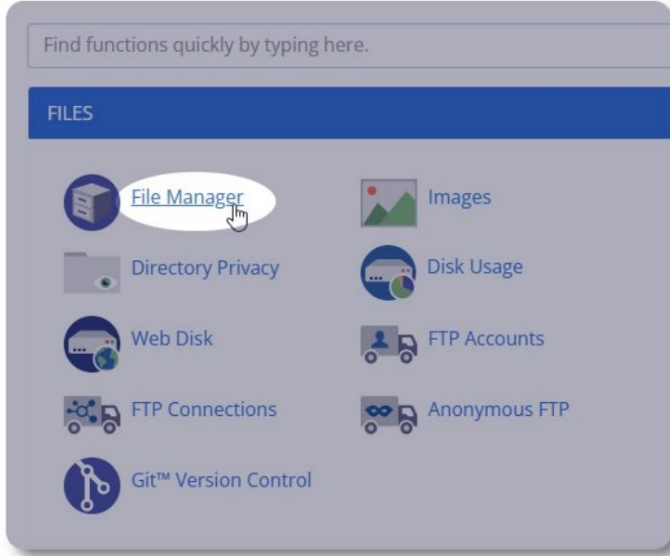 Find functions quickly by typing here.
FILES
File Manager
Images
Directory Privacy
Disk Usage
Web Disk
FTP Accounts
FTP Connections
Anonymous FTP
Git™ Version Control